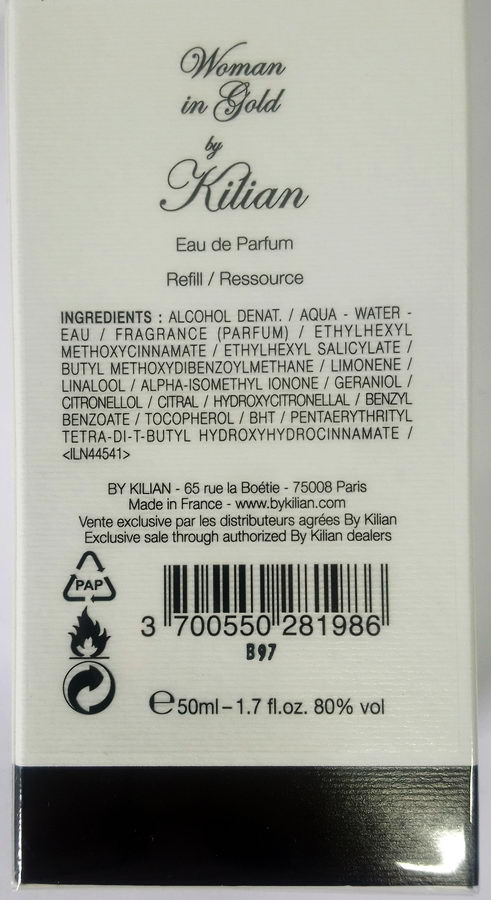 Woman
in Gold
by
Kilian
Eau de Parfum
Refill / Ressource
INGREDIENTS : ALCOHOL DENAT. / AQUA - WATER -
EAU / FRAGRANCE (PARFUM) / ETHYLHEXYL
METHOXYCINNAMATE / ETHYLHEXYL SALICYLATE /
BUTYL METHOXYDIBENZOYLMETHANE / LIMONENE /
LINALOOL / ALPHA-ISOMETHYL IONONE / GERANIOL /
CITRONELLOL / CITRAL / HYDROXYCITRONELLAL / BENZYL
BENZOATE / TOCOPHEROL / BHT / PENTAERYTHRITYL
TETRA-DI-T-BUTYL HYDROXYHYDROCINNAMATE /
<ILN44541>
BY KILIAN - 65 rue la Boétie - 75008 Paris
Made in France - www.bykilian.com
Vente exclusive par les distributeurs agrées By Kilian
Exclusive sale through authorized By Kilian dealers
PAP
3 700550 281986
B97
e 50ml – 1.7 fl.oz. 80% vol